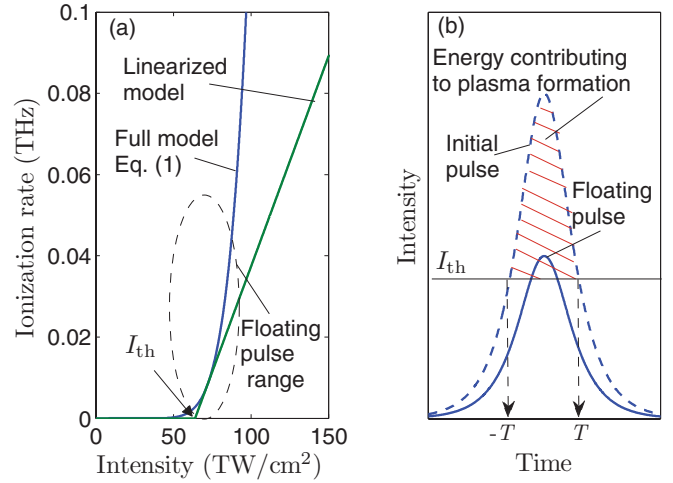 (a)
Linearized
model
Full model
Eq. (1)
Floating
pulse
range
I_th
0.1
0.08
0.06
0.04
0.02
0
0
50
100
150
Ionization rate (THz)
Intensity (TW/cm²)
(b)
Energy contributing
to plasma formation
Initial
pulse
Floating
pulse
I_th
-T
T
Intensity
Time